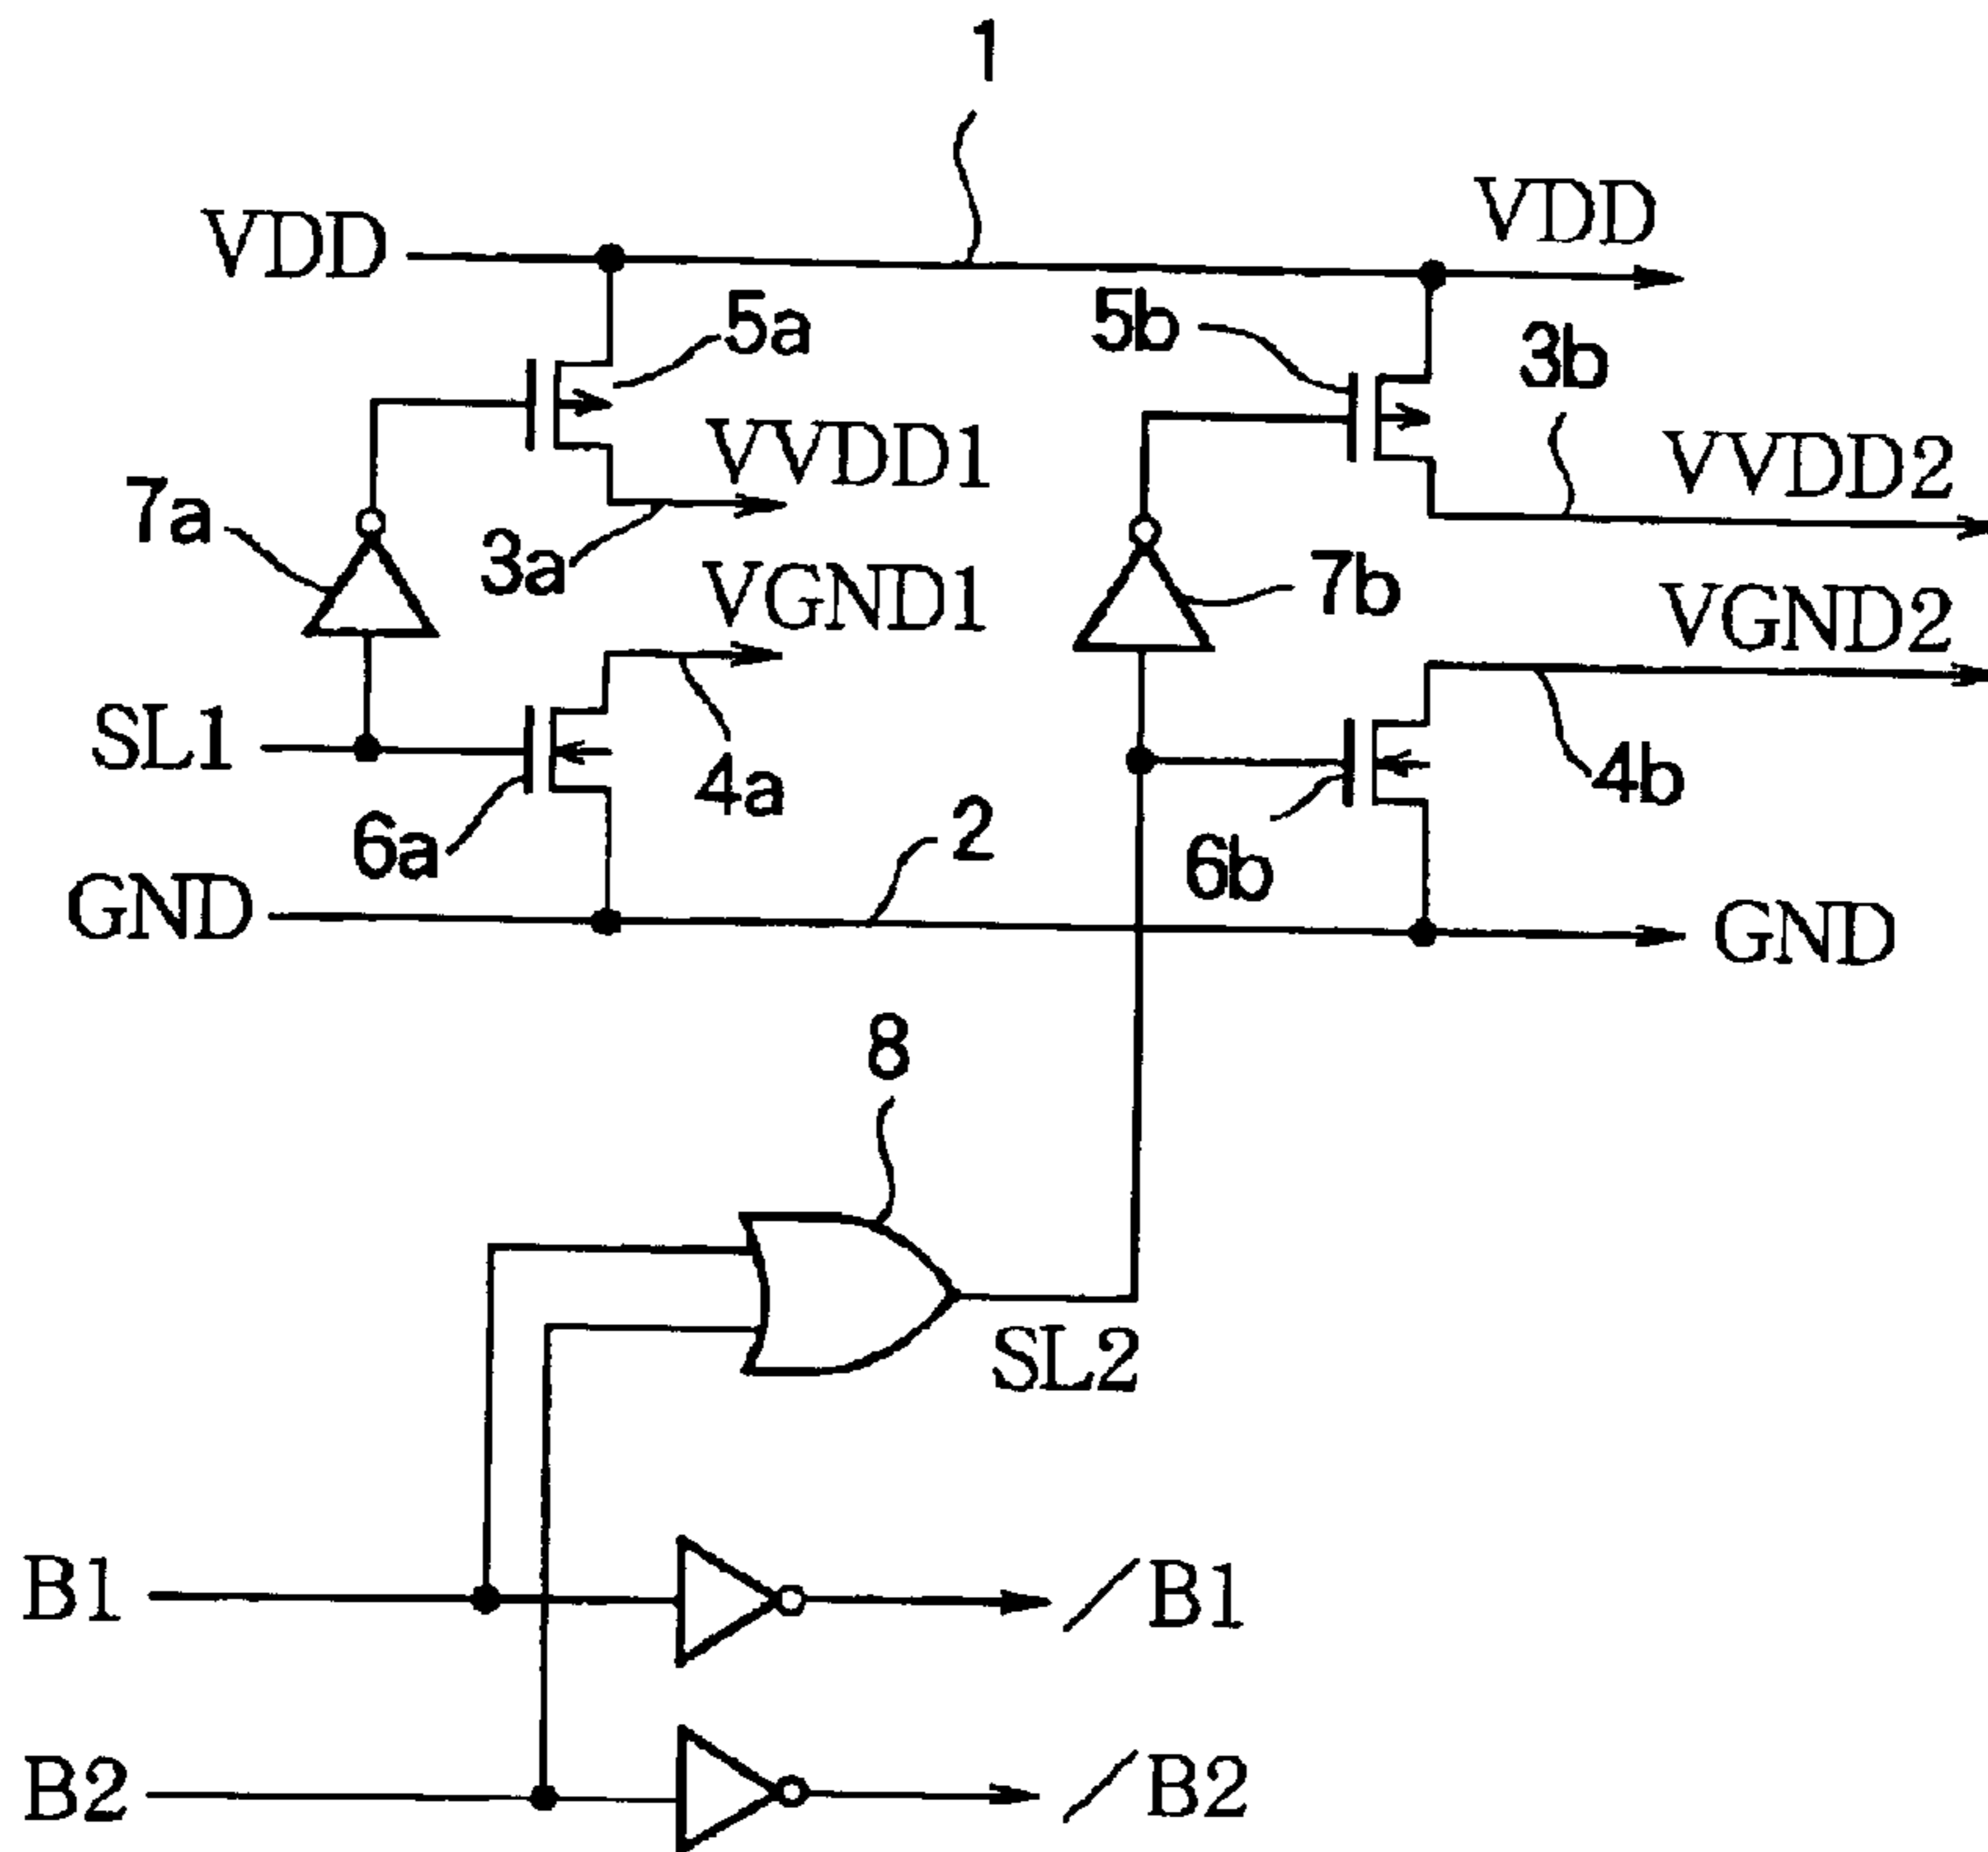 1
VDD
VDD
5a
5b
3b
VVDD1
VVDD2
7a
3a
VGND1
7b
VGND2
SL1
4a
4b
6a
2
6b
GND
GND
8
SL2
B1
/B1
B2
/B2